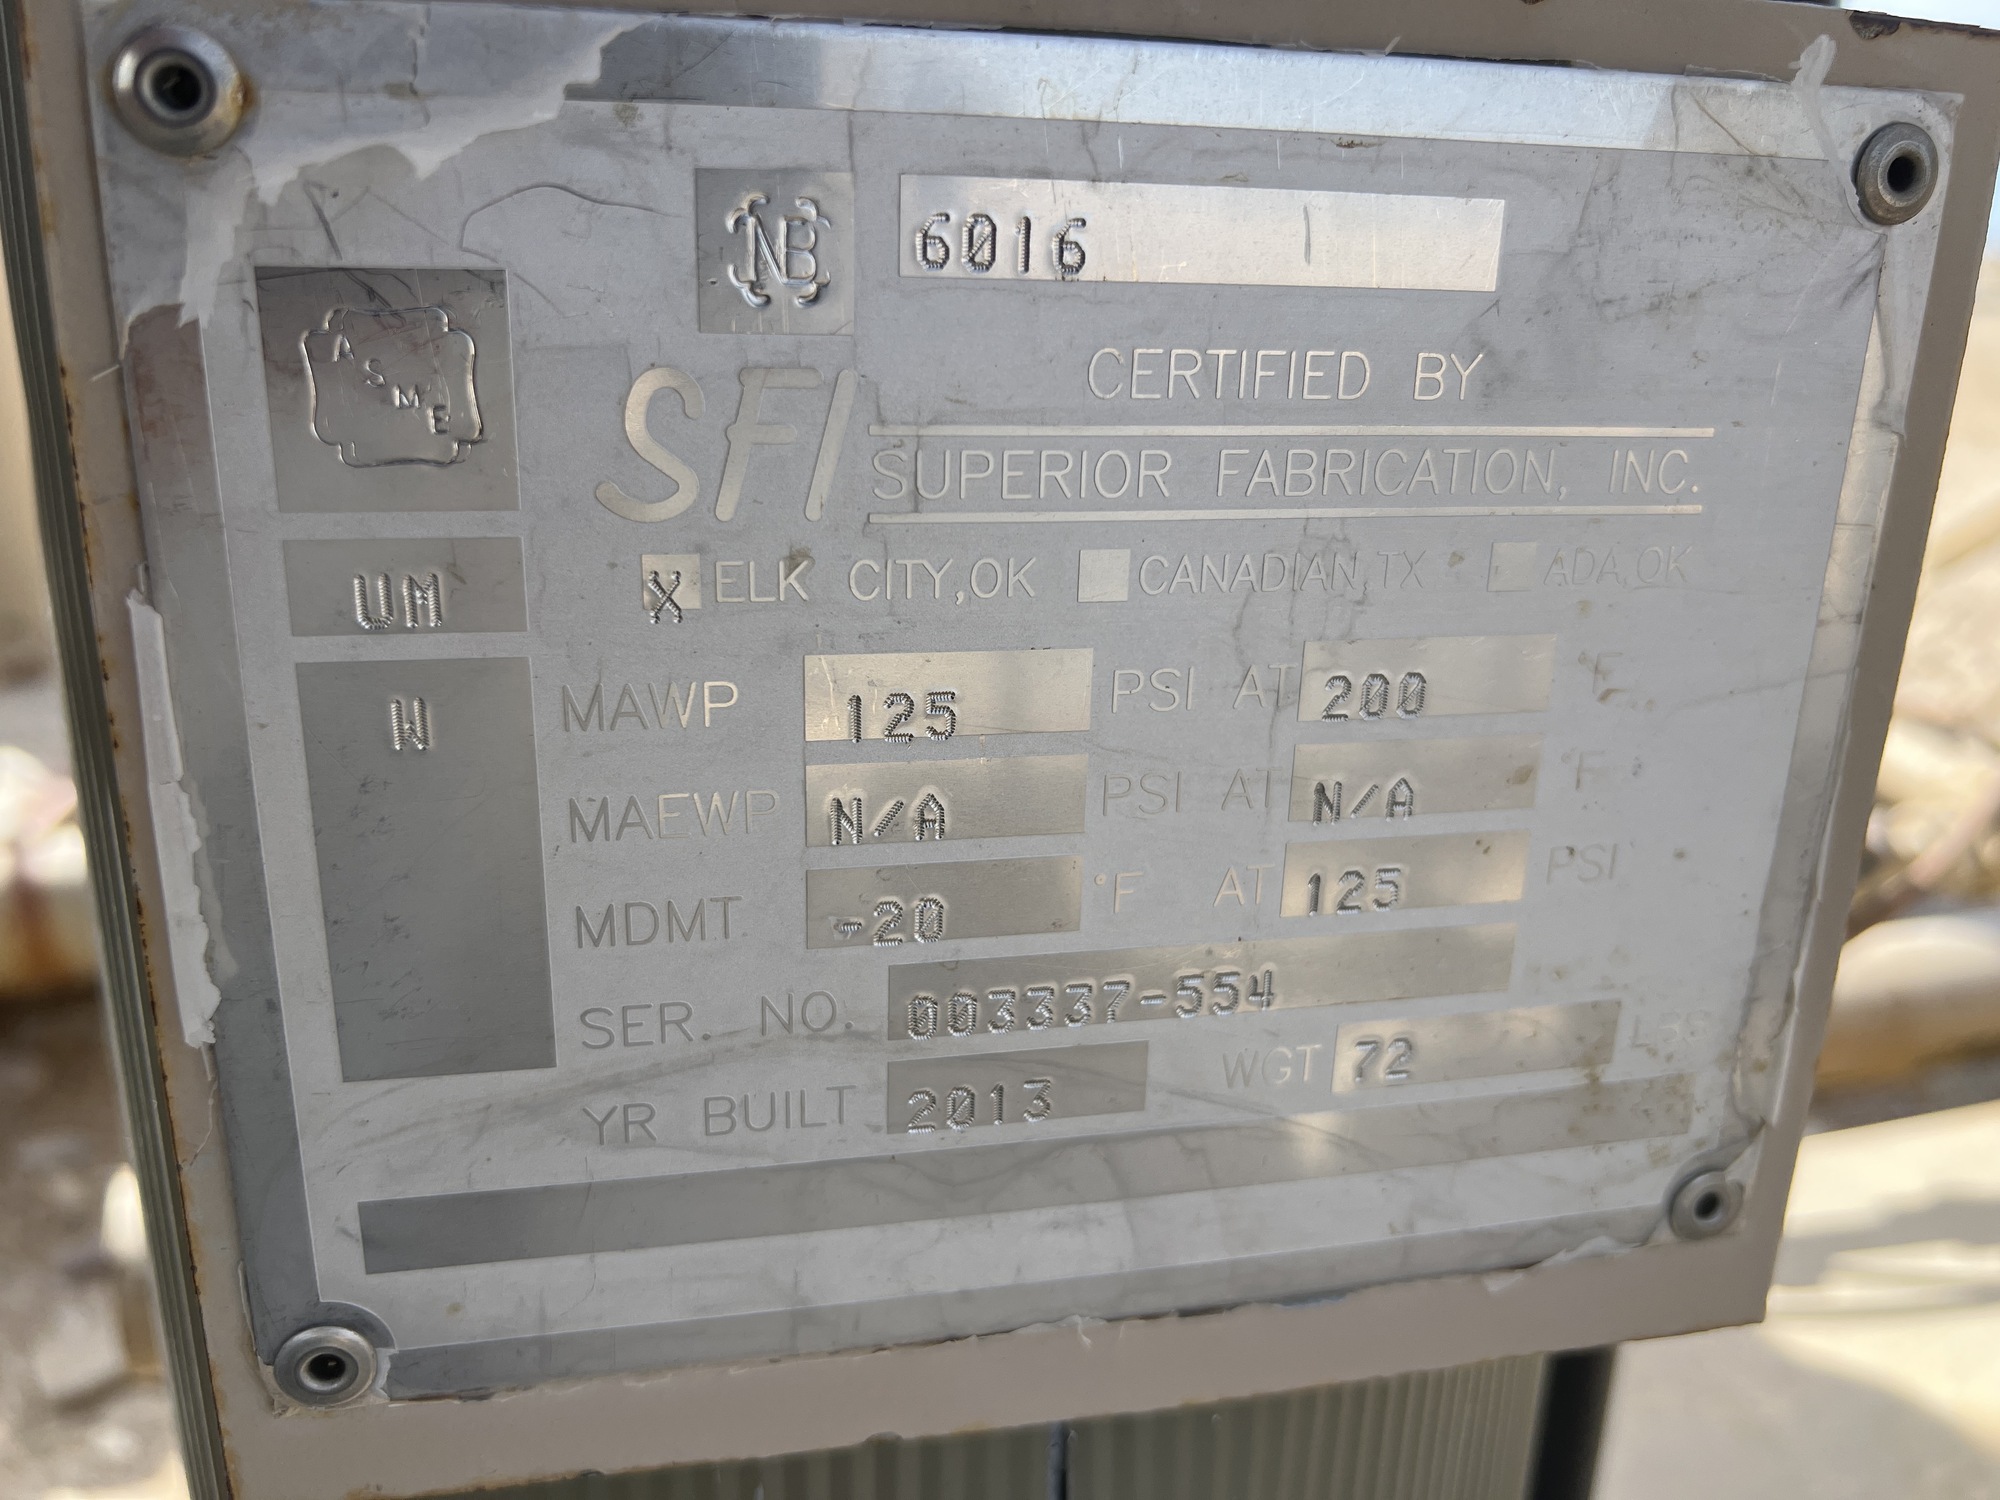 NB 6016
ASME
CERTIFIED BY
SFI SUPERIOR FABRICATION, INC.
X ELK CITY, OK CANADIAN, TX ADA, OK
UM
W
MAWP 125 PSI AT 200 °F
MAEWP N/A PSI AT N/A °F
MDMT -20 °F AT 125 PSI
SER. NO. 003337-554
YR BUILT 2013 WGT 72 LBS